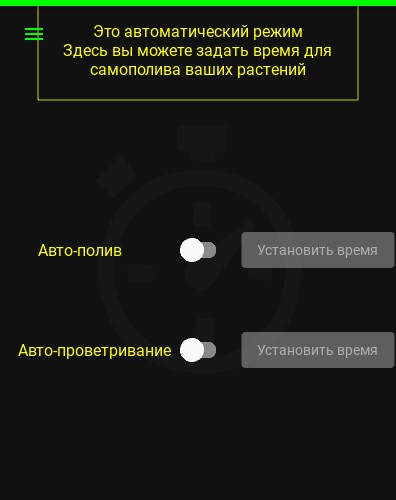 Это автоматический режим
Здесь вы можете задать время для
самополива ваших растений
Авто-полив
Установить время
Авто-проветривание
Установить время